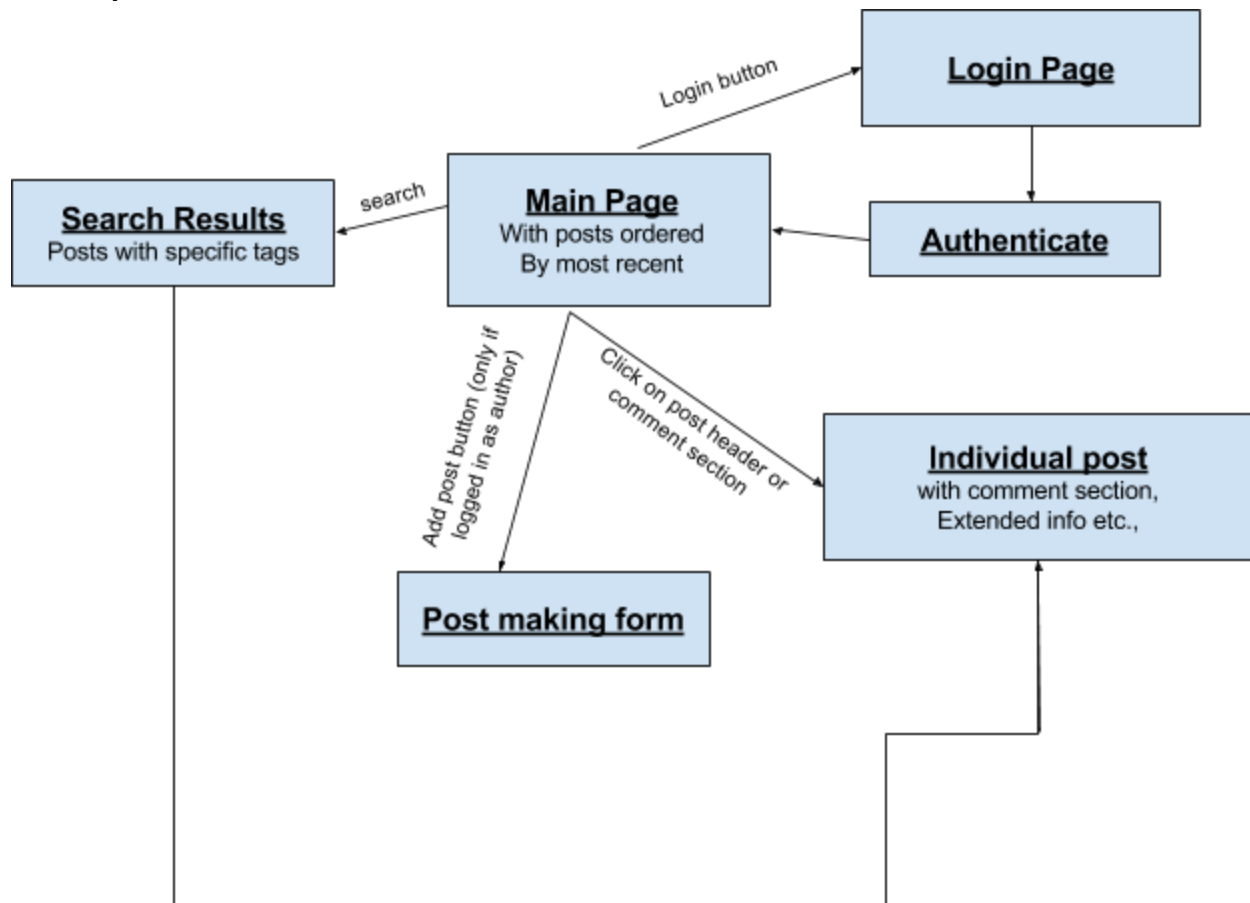 Login button
Login Page
search
Search Results
Posts with specific tags
Main Page
With posts ordered
By most recent
Authenticate
Add post button (only if
logged in as author)
Click on post header or
comment section
Individual post
with comment section,
Extended info etc.,
Post making form